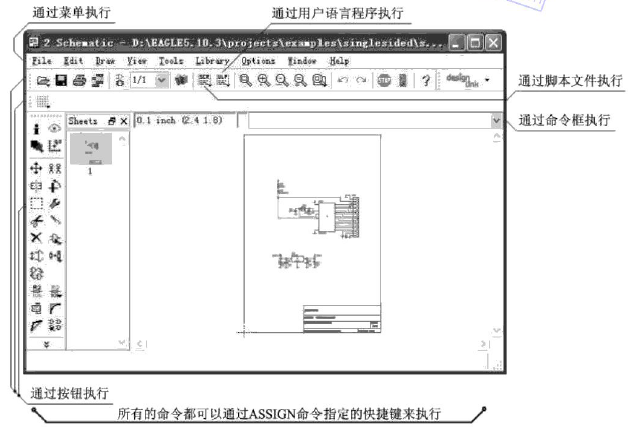 通过菜单执行
通过用户语言程序执行
2 Schematic - D:\EAGLE5.10.3\projects\examples\singlesided\s...
File Edit Draw View Tools Library Options Window Help
1/1
design link
通过脚本文件执行
Sheets
0.1 inch (2.4 1.8)
通过命令框执行
1
通过按钮执行
所有的命令都可以通过ASSIGN命令指定的快捷键来执行